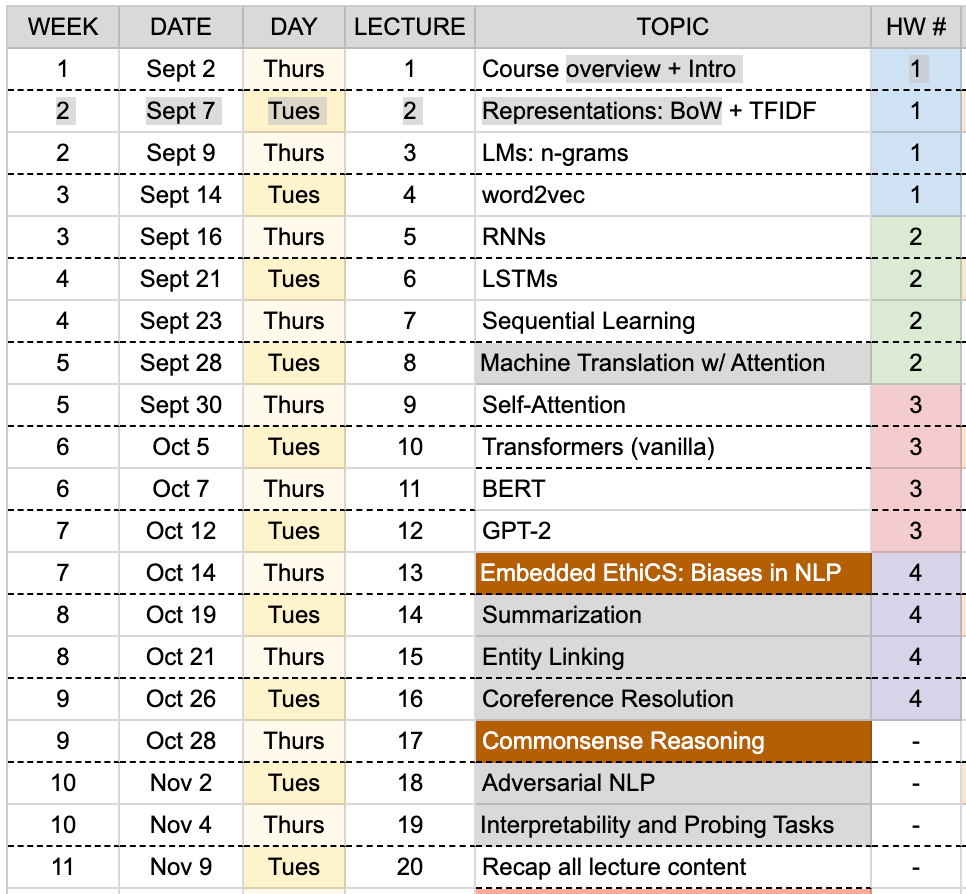 WEEK DATE DAY LECTURE TOPIC HW #
1 Sept 2 Thurs 1 Course overview + Intro 1
2 Sept 7 Tues 2 Representations: BoW + TFIDF 1
2 Sept 9 Thurs 3 LMs: n-grams 1
3 Sept 14 Tues 4 word2vec 1
3 Sept 16 Thurs 5 RNNs 2
4 Sept 21 Tues 6 LSTMs 2
4 Sept 23 Thurs 7 Sequential Learning 2
5 Sept 28 Tues 8 Machine Translation w/ Attention 2
5 Sept 30 Thurs 9 Self-Attention 3
6 Oct 5 Tues 10 Transformers (vanilla) 3
6 Oct 7 Thurs 11 BERT 3
7 Oct 12 Tues 12 GPT-2 3
7 Oct 14 Thurs 13 Embedded EthiCS: Biases in NLP 4
8 Oct 19 Tues 14 Summarization 4
8 Oct 21 Thurs 15 Entity Linking 4
9 Oct 26 Tues 16 Coreference Resolution 4
9 Oct 28 Thurs 17 Commonsense Reasoning -
10 Nov 2 Tues 18 Adversarial NLP -
10 Nov 4 Thurs 19 Interpretability and Probing Tasks -
11 Nov 9 Tues 20 Recap all lecture content -